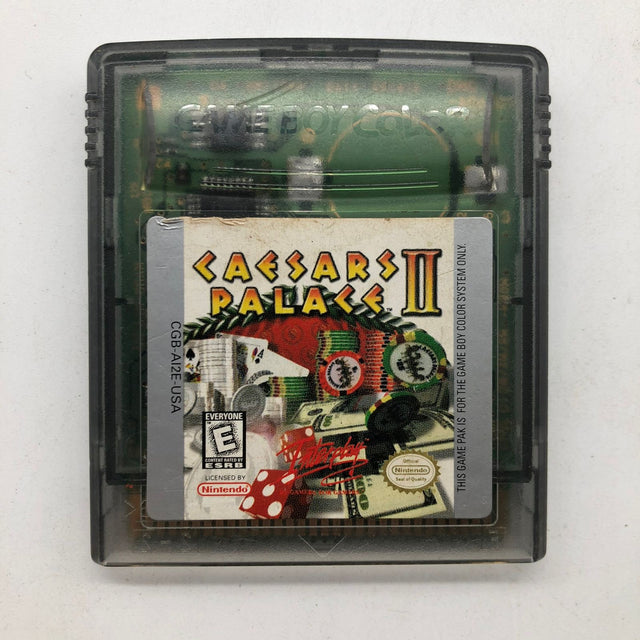 GAME BOY COLOR
CAESARS
PALACE II
CGB-AI2E-USA
THIS GAME PAK IS FOR THE GAME BOY COLOR SYSTEM ONLY.
EVERYONE
E
CONTENT RATED BY
ESRB
LICENSED BY
Nintendo
Interplay
Official
Nintendo
Seal of Quality